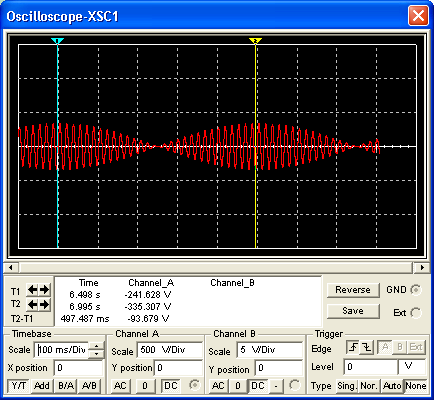 Oscilloscope-XSC1
1 2
Time Channel_A Channel_B
T1 6.498 s -241.628 V
T2 6.995 s -335.307 V
T2-T1 497.487 ms -93.679 V
Reverse GND
Save Ext
Timebase Channel A Channel B Trigger
Scale 100 ms/Div Scale 500 V/Div Scale 5 V/Div Edge A B Ext
X position 0 Y position 0 Y position 0 Level 0 V
Y/T Add B/A A/B AC 0 DC AC 0 DC - Type Sing. Nor. Auto None